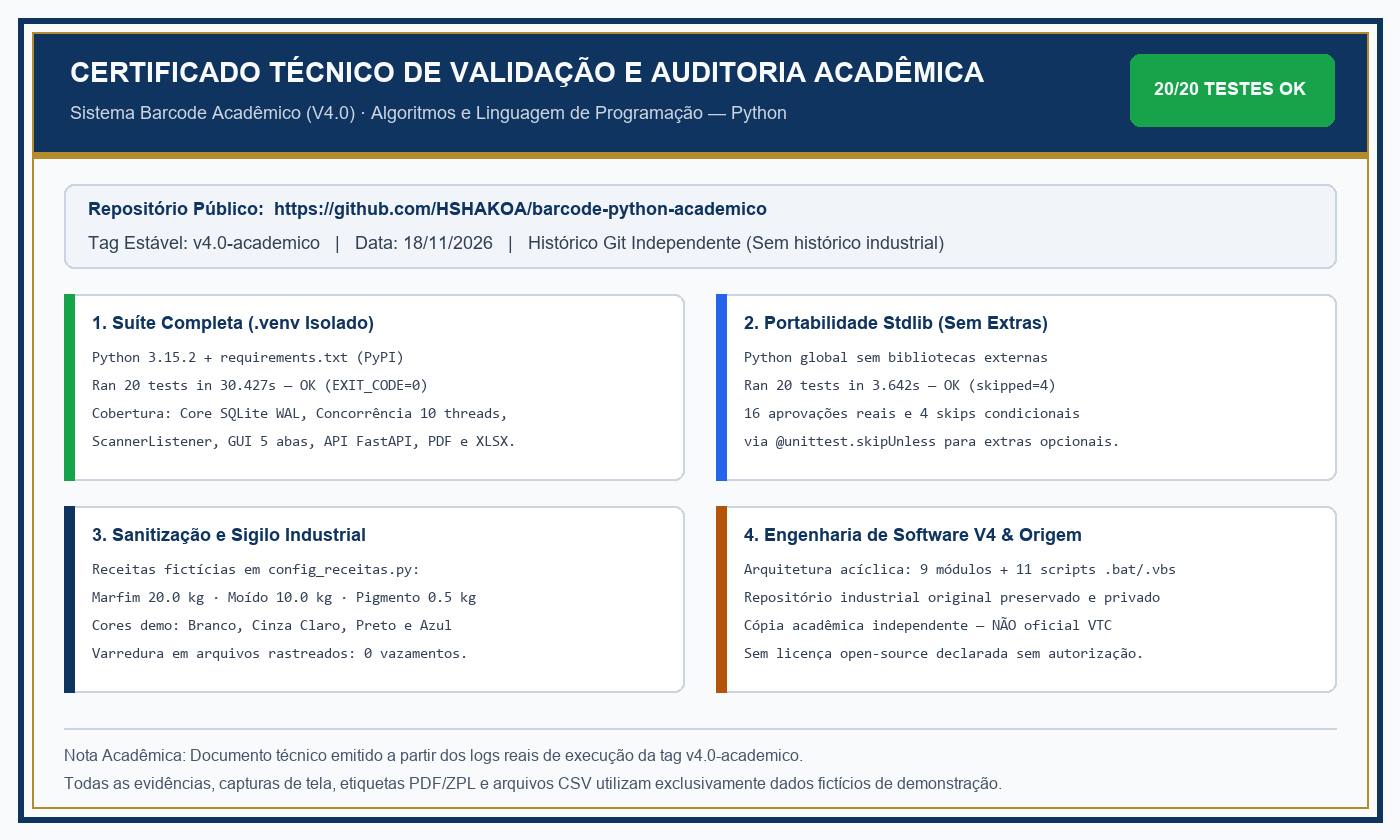 CERTIFICADO TÉCNICO DE VALIDAÇÃO E AUDITORIA ACADÊMICA
Sistema Barcode Acadêmico (V4.0) · Algoritmos e Linguagem de Programação — Python
20/20 TESTES OK
Repositório Público: https://github.com/HSHAKOA/barcode-python-academico
Tag Estável: v4.0-academico | Data: 18/11/2026 | Histórico Git Independente (Sem histórico industrial)
1. Suíte Completa (.venv Isolado)
Python 3.15.2 + requirements.txt (PyPI)
Ran 20 tests in 30.427s — OK (EXIT_CODE=0)
Cobertura: Core SQLite WAL, Concorrência 10 threads,
ScannerListener, GUI 5 abas, API FastAPI, PDF e XLSX.
2. Portabilidade Stdlib (Sem Extras)
Python global sem bibliotecas externas
Ran 20 tests in 3.642s — OK (skipped=4)
16 aprovações reais e 4 skips condicionais
via @unittest.skipUnless para extras opcionais.
3. Sanitização e Sigilo Industrial
Receitas fictícias em config_receitas.py:
Marfim 20.0 kg · Moído 10.0 kg · Pigmento 0.5 kg
Cores demo: Branco, Cinza Claro, Preto e Azul
Varredura em arquivos rastreados: 0 vazamentos.
4. Engenharia de Software V4 & Origem
Arquitetura acíclica: 9 módulos + 11 scripts .bat/.vbs
Repositório industrial original preservado e privado
Cópia acadêmica independente — NÃO oficial VTC
Sem licença open-source declarada sem autorização.
Nota Acadêmica: Documento técnico emitido a partir dos logs reais de execução da tag v4.0-academico.
Todas as evidências, capturas de tela, etiquetas PDF/ZPL e arquivos CSV utilizam exclusivamente dados fictícios de demonstração.